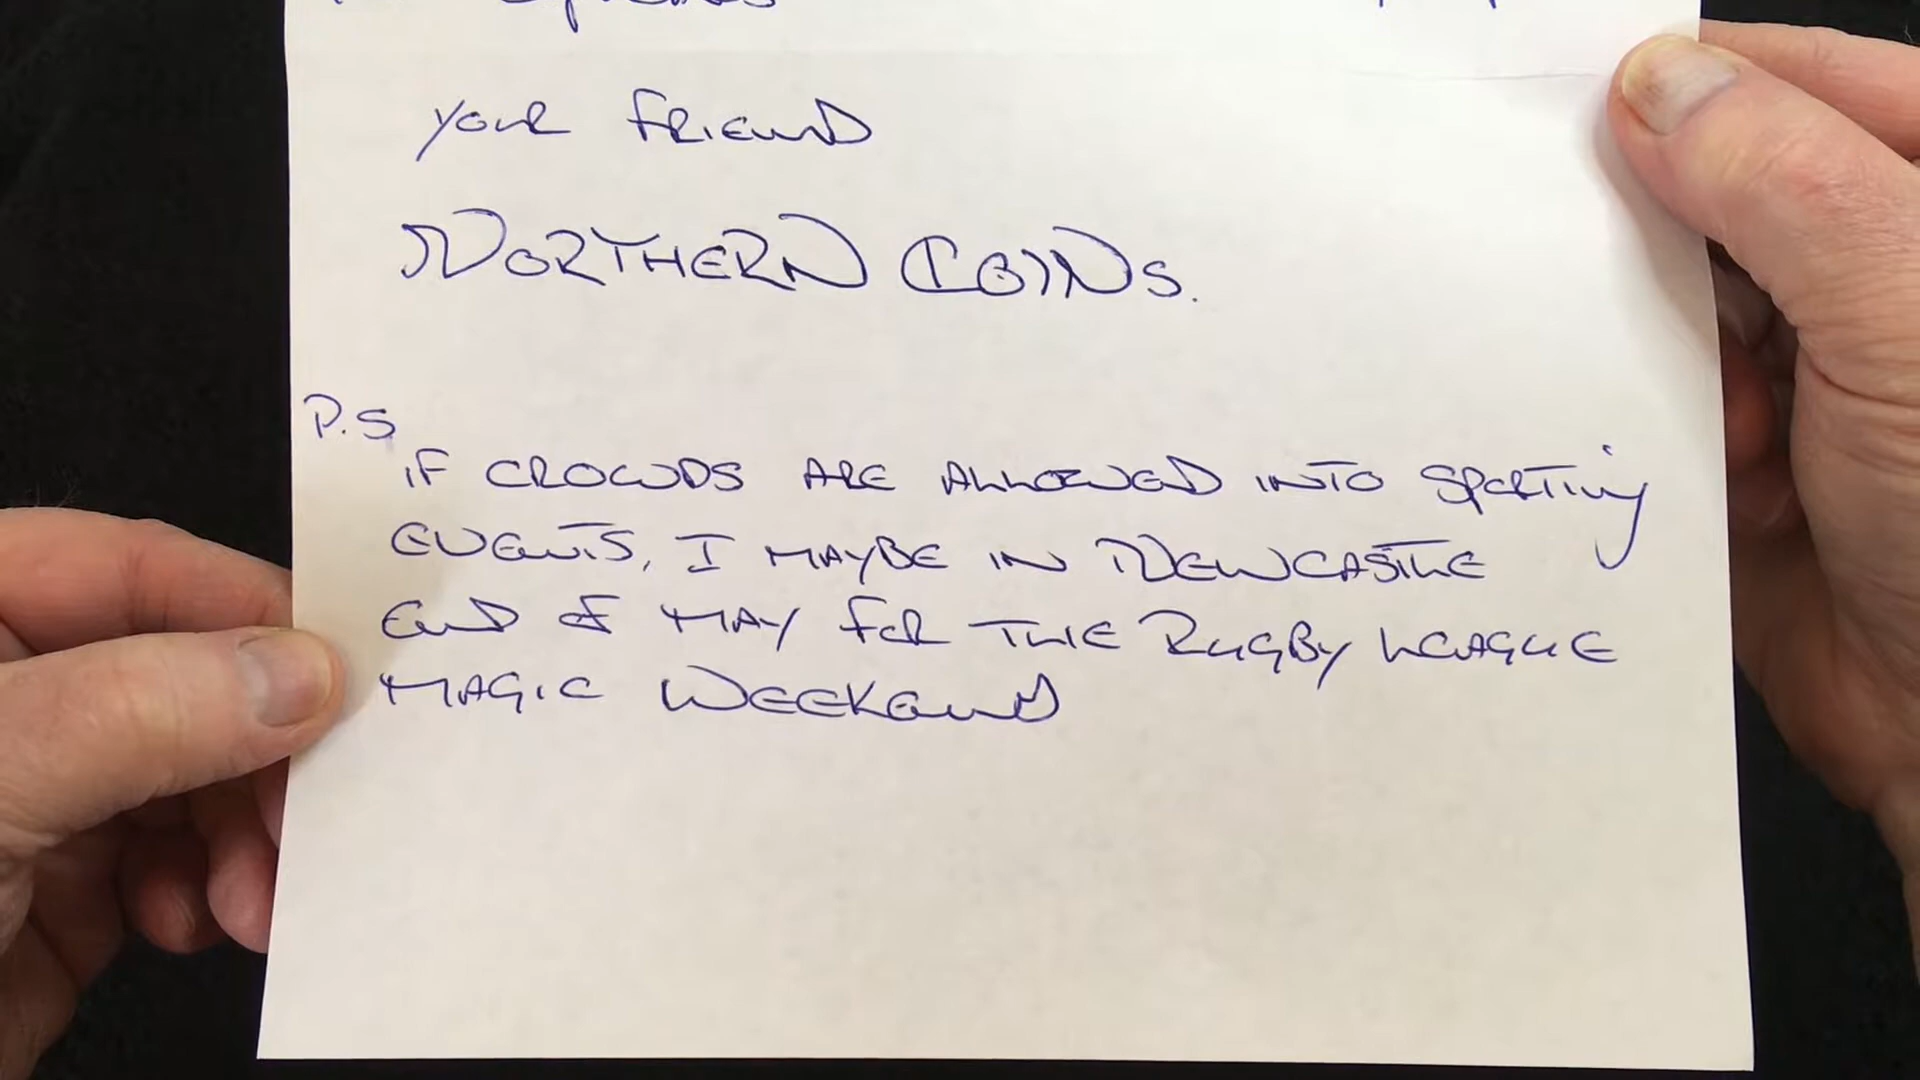 your friend
NORTHERN COINS.
P.S
IF CROWDS ARE ALLOWED INTO SPORTING
EVENTS, I MAYBE IN NEWCASTLE
END OF MAY FOR THE RUGBY LEAGUE
MAGIC WEEKEND